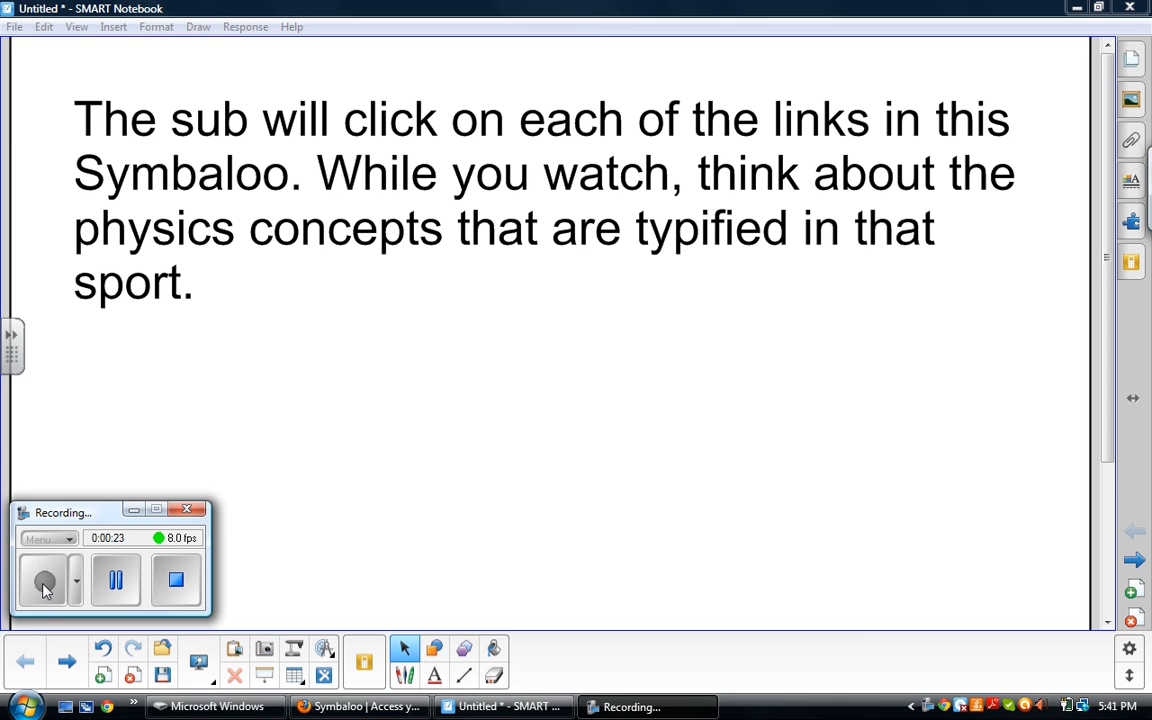 Untitled * - SMART Notebook
File Edit View Insert Format Draw Response Help
The sub will click on each of the links in this
Symbaloo. While you watch, think about the
physics concepts that are typified in that
sport.
Recording...
Menu 0:00:23 8.0 fps
Microsoft Windows Symbaloo | Access y... Untitled * - SMART ... Recording... 5:41 PM